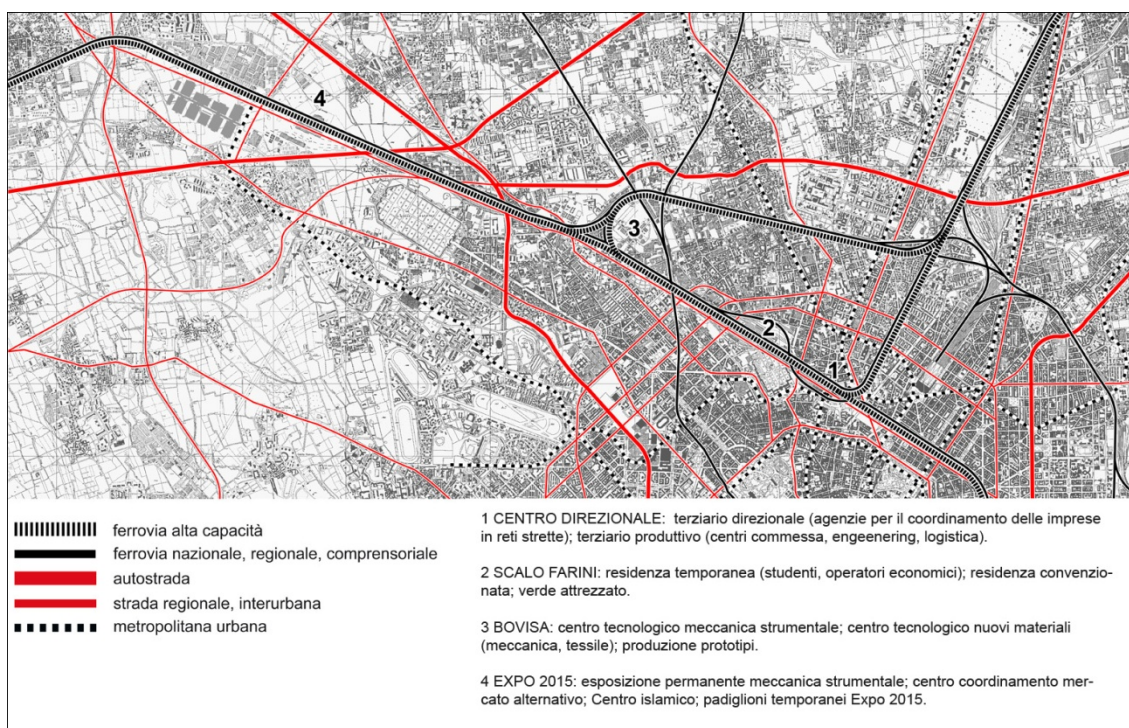 4
3
2
1
ferrovia alta capacità
ferrovia nazionale, regionale, comprensoriale
autostrada
strada regionale, interurbana
metropolitana urbana
1 CENTRO DIREZIONALE: terziario direzionale (agenzie per il coordinamento delle imprese
in reti strette); terziario produttivo (centri commessa, engeenering, logistica).
2 SCALO FARINI: residenza temporanea (studenti, operatori economici); residenza convenzio-
nata; verde attrezzato.
3 BOVISA: centro tecnologico meccanica strumentale; centro tecnologico nuovi materiali
(meccanica, tessile); produzione prototipi.
4 EXPO 2015: esposizione permanente meccanica strumentale; centro coordinamento mer-
cato alternativo; Centro islamico; padiglioni temporanei Expo 2015.